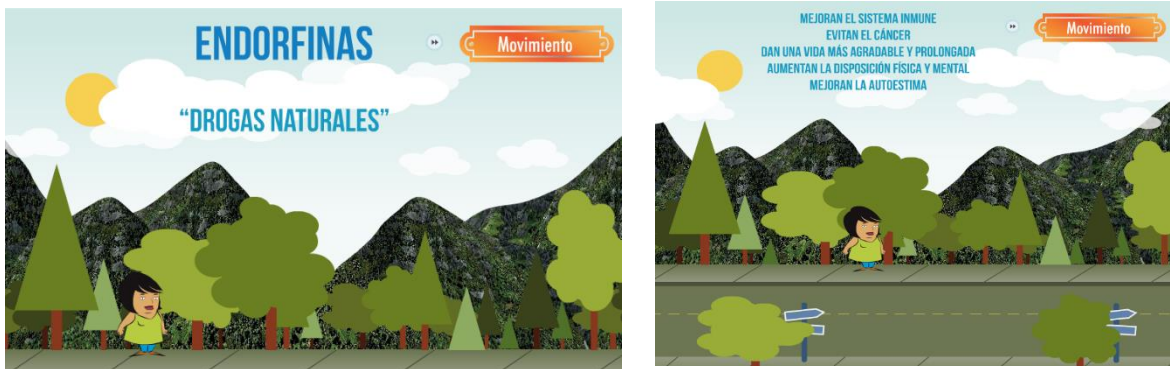 ENDORFINAS
Movimiento
“DROGAS NATURALES”
MEJORAN EL SISTEMA INMUNE
EVITAN EL CÁNCER
DAN UNA VIDA MÁS AGRADABLE Y PROLONGADA
AUMENTAN LA DISPOSICIÓN FÍSICA Y MENTAL
MEJORAN LA AUTOESTIMA
Movimiento